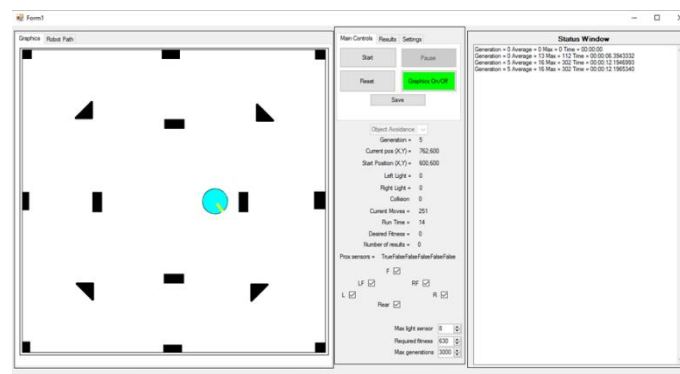 Form1
Graphics Robot Path
Main Controls Results Settings
Start Pause
Reset Graphics On/Off
Save
Object Avoidance
Generation = 5
Current pos (X,Y) = 762,600
Start Position (X,Y) = 600,600
Left Light = 0
Right Light = 0
Collision 0
Current Moves = 251
Run Time = 14
Desired Fitness = 0
Number of results = 0
Prox sensors = TrueFalseFalseFalseFalseFalse
F
LF RF
L R
Rear
Max light sensor 8
Required fitness 630
Max generations 3000
Status Window
Generation = 0 Average = 0 Max = 0 Time = 00:00:00
Generation = 0 Average = 13 Max = 112 Time = 00:00:06.3943332
Generation = 5 Average = 16 Max = 302 Time = 00:00:12.1946993
Generation = 5 Average = 16 Max = 302 Time = 00:00:12.1965340